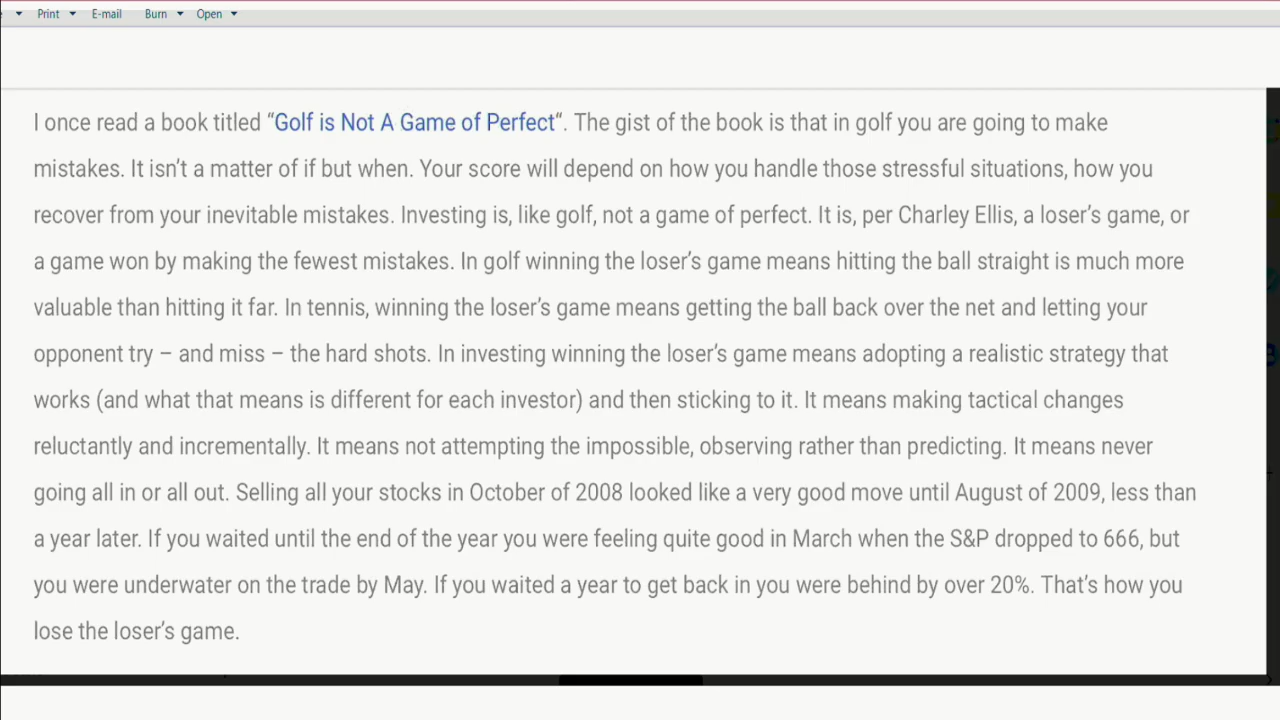 Print E-mail Burn Open
I once read a book titled “Golf is Not A Game of Perfect“. The gist of the book is that in golf you are going to make
mistakes. It isn’t a matter of if but when. Your score will depend on how you handle those stressful situations, how you
recover from your inevitable mistakes. Investing is, like golf, not a game of perfect. It is, per Charley Ellis, a loser’s game, or
a game won by making the fewest mistakes. In golf winning the loser’s game means hitting the ball straight is much more
valuable than hitting it far. In tennis, winning the loser’s game means getting the ball back over the net and letting your
opponent try – and miss – the hard shots. In investing winning the loser’s game means adopting a realistic strategy that
works (and what that means is different for each investor) and then sticking to it. It means making tactical changes
reluctantly and incrementally. It means not attempting the impossible, observing rather than predicting. It means never
going all in or all out. Selling all your stocks in October of 2008 looked like a very good move until August of 2009, less than
a year later. If you waited until the end of the year you were feeling quite good in March when the S&P dropped to 666, but
you were underwater on the trade by May. If you waited a year to get back in you were behind by over 20%. That’s how you
lose the loser’s game.